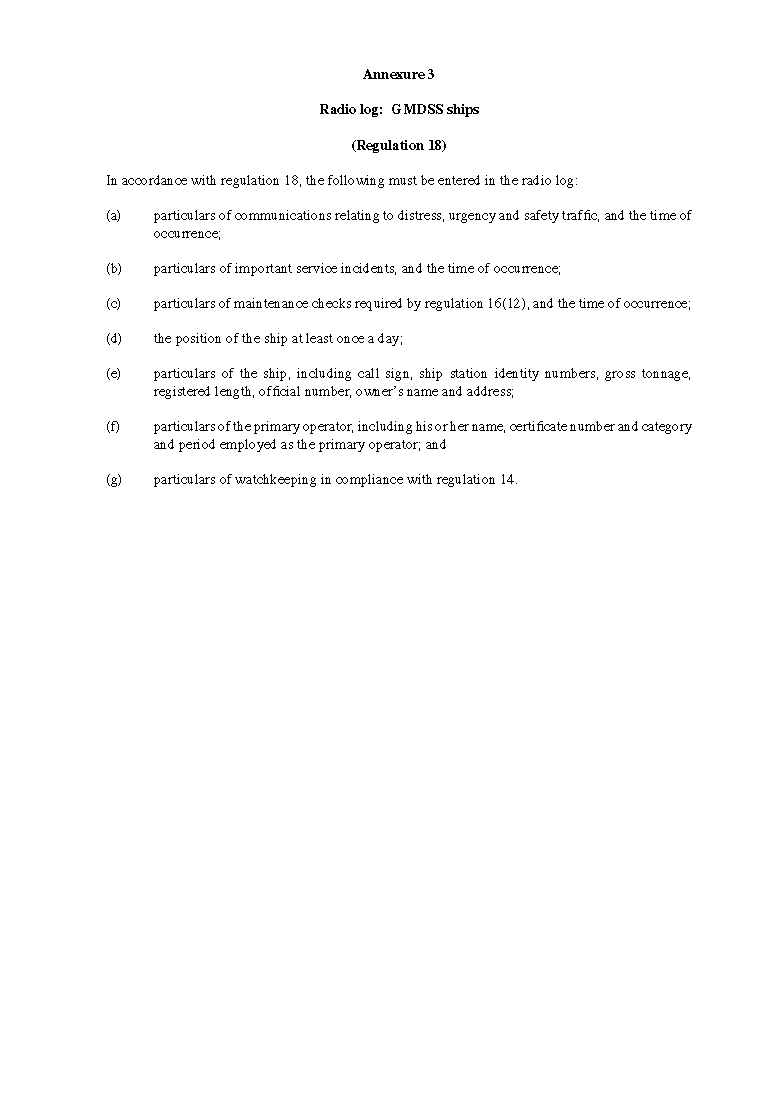 Annexure 3
Radio log: GMDSS ships
(Regulation 18)
In accordance with regulation 18, the following must be entered in the radio log:
(a) particulars of communications relating to distress, urgency and safety traffic, and the time of
occurrence;
(b) particulars of important service incidents, and the time of occurrence;
(c) particulars of maintenance checks required by regulation 16(12), and the time of occurrence;
(d) the position of the ship at least once a day;
(e) particulars of the ship, including call sign, ship station identity numbers, gross tonnage,
registered length, official number, owner’s name and address;
(f) particulars of the primary operator, including his or her name, certificate number and category
and period employed as the primary operator; and
(g) particulars of watchkeeping in compliance with regulation 14.